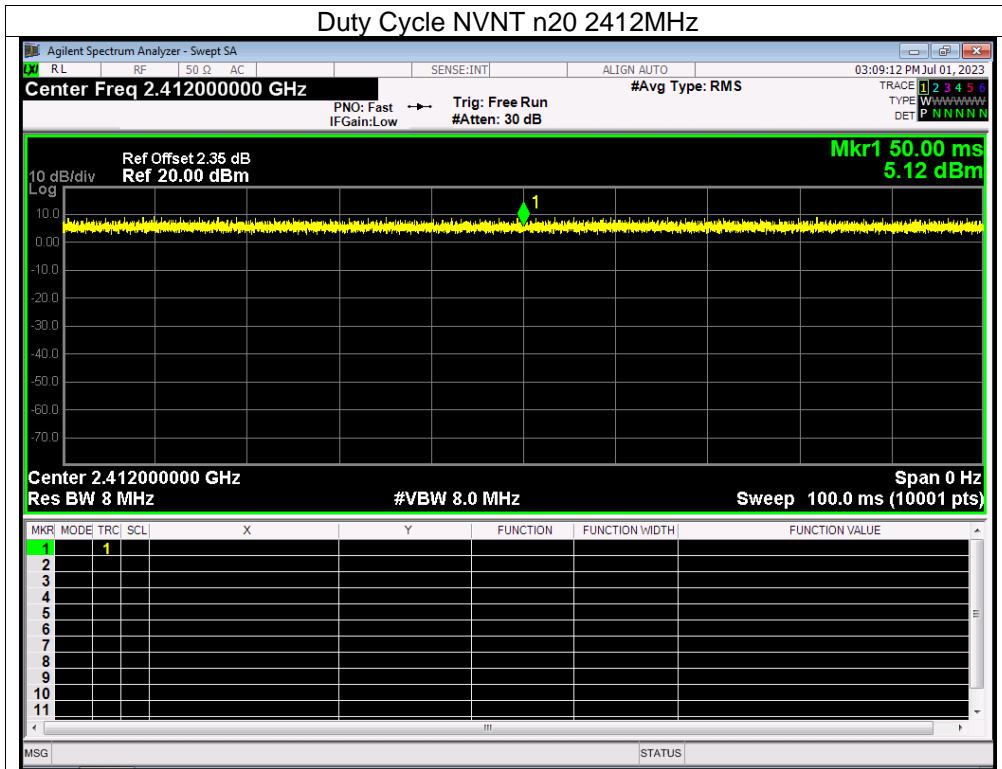 Duty Cycle NVNT n20 2412MHz
Agilent Spectrum Analyzer - Swept SA
LXI RL RF 50 Ω AC SENSE:INT ALIGN AUTO 03:09:12 PM Jul 01, 2023
Center Freq 2.412000000 GHz #Avg Type: RMS TRACE 1 2 3 4 5 6
PNO: Fast Trig: Free Run TYPE WWWWWW
IFGain:Low #Atten: 30 dB DET P N N N N N
Mkr1 50.00 ms
Ref Offset 2.35 dB
10 dB/div Ref 20.00 dBm 5.12 dBm
Log
1
10.0
0.00
-10.0
-20.0
-30.0
-40.0
-50.0
-60.0
-70.0
Center 2.412000000 GHz Span 0 Hz
Res BW 8 MHz #VBW 8.0 MHz Sweep 100.0 ms (10001 pts)
MKR MODE TRC SCL X Y FUNCTION FUNCTION WIDTH FUNCTION VALUE
1 1
2
3
4
5
6
7
8
9
10
11
MSG STATUS